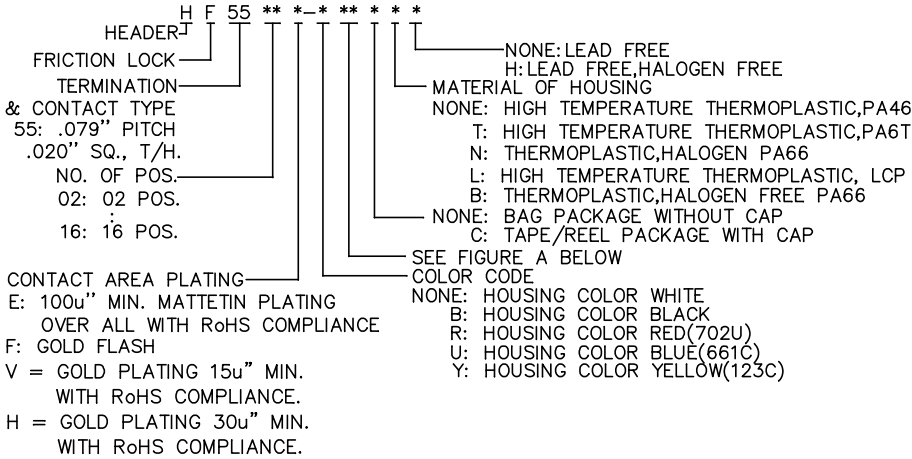 H F 55 ** *-* ** * * *
HEADER
FRICTION LOCK
TERMINATION
& CONTACT TYPE
55: .079" PITCH
.020" SQ., T/H.
NO. OF POS.
02: 02 POS.
:
16: 16 POS.
CONTACT AREA PLATING
E: 100u" MIN. MATTETIN PLATING
OVER ALL WITH RoHS COMPLIANCE
F: GOLD FLASH
V = GOLD PLATING 15u" MIN.
WITH RoHS COMPLIANCE.
H = GOLD PLATING 30u" MIN.
WITH RoHS COMPLIANCE.
NONE: LEAD FREE
H: LEAD FREE,HALOGEN FREE
MATERIAL OF HOUSING
NONE: HIGH TEMPERATURE THERMOPLASTIC,PA46
T: HIGH TEMPERATURE THERMOPLASTIC,PA6T
N: THERMOPLASTIC,HALOGEN PA66
L: HIGH TEMPERATURE THERMOPLASTIC, LCP
B: THERMOPLASTIC,HALOGEN FREE PA66
NONE: BAG PACKAGE WITHOUT CAP
C: TAPE/REEL PACKAGE WITH CAP
SEE FIGURE A BELOW
COLOR CODE
NONE: HOUSING COLOR WHITE
B: HOUSING COLOR BLACK
R: HOUSING COLOR RED(702U)
U: HOUSING COLOR BLUE(661C)
Y: HOUSING COLOR YELLOW(123C)